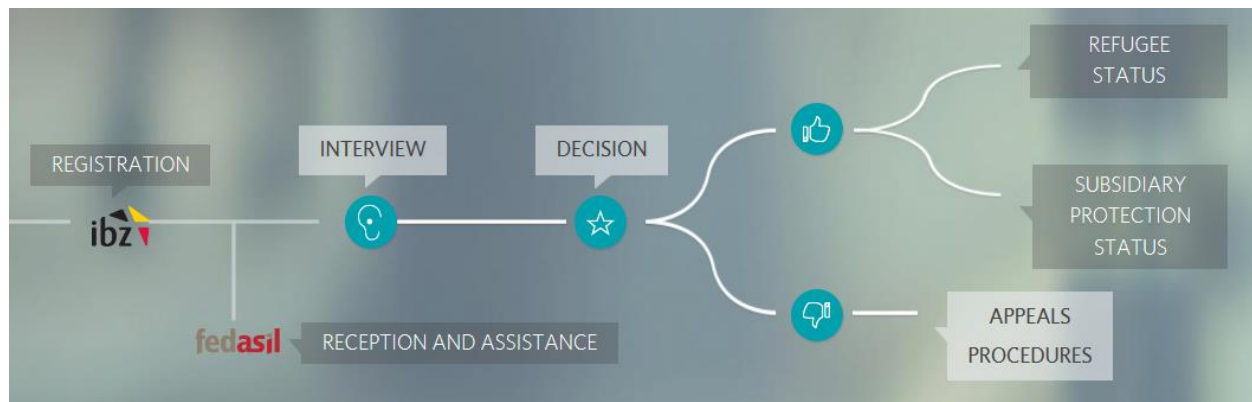 REGISTRATION
ibz
fedasil
RECEPTION AND ASSISTANCE
INTERVIEW
DECISION
REFUGEE
STATUS
SUBSIDIARY
PROTECTION
STATUS
APPEALS
PROCEDURES